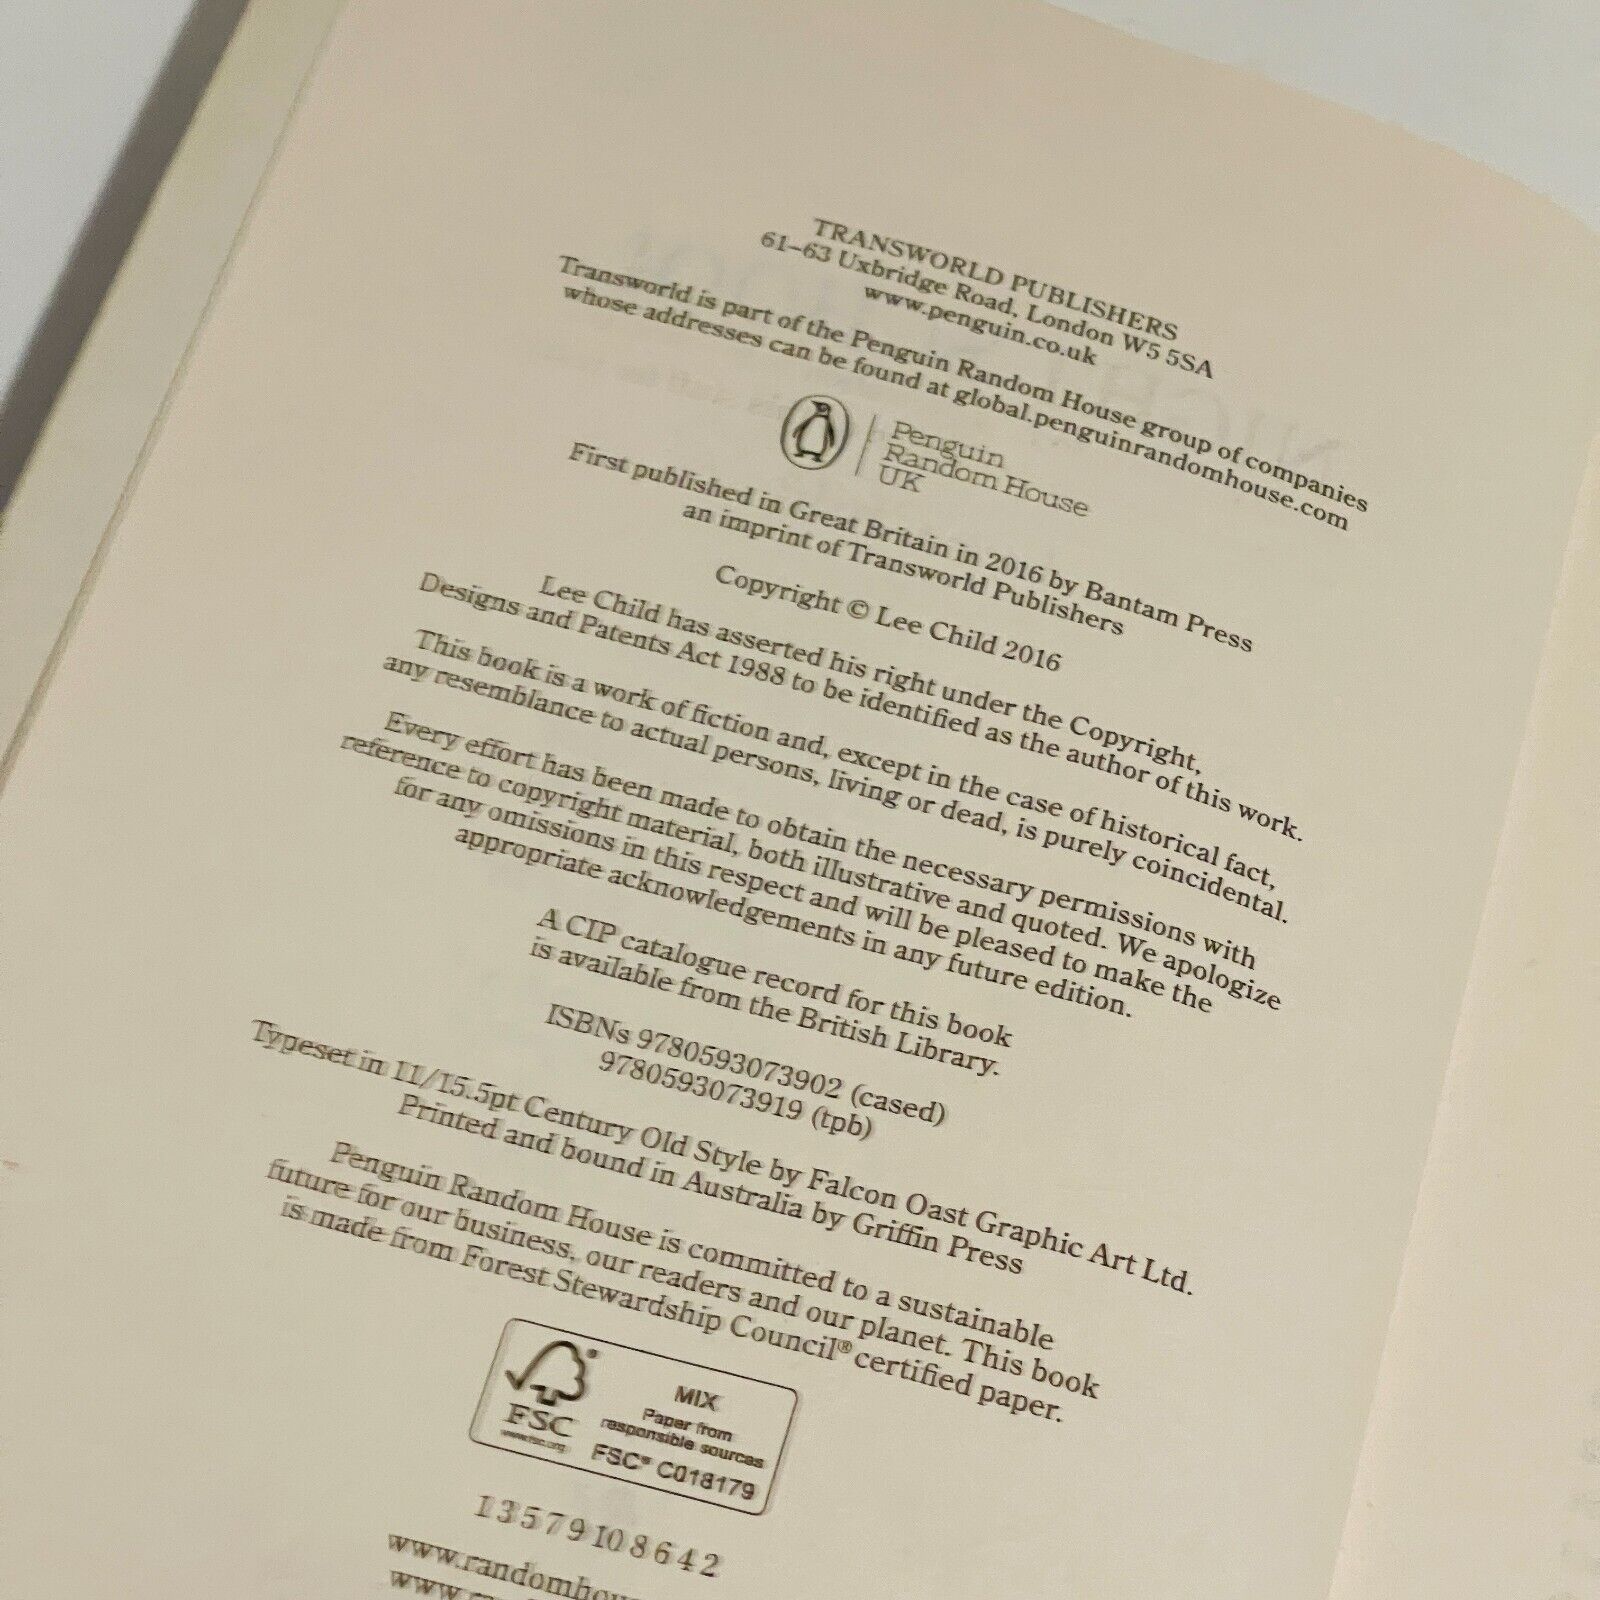 TRANSWORLD PUBLISHERS
61–63 Uxbridge Road, London W5 5SA
www.penguin.co.uk
Transworld is part of the Penguin Random House group of companies
whose addresses can be found at global.penguinrandomhouse.com
Penguin
Random House
UK
First published in Great Britain in 2016 by Bantam Press
an imprint of Transworld Publishers
Copyright © Lee Child 2016
Lee Child has asserted his right under the Copyright,
Designs and Patents Act 1988 to be identified as the author of this work.
This book is a work of fiction and, except in the case of historical fact,
any resemblance to actual persons, living or dead, is purely coincidental.
Every effort has been made to obtain the necessary permissions with
reference to copyright material, both illustrative and quoted. We apologize
for any omissions in this respect and will be pleased to make the
appropriate acknowledgements in any future edition.
A CIP catalogue record for this book
is available from the British Library.
ISBNs 9780593073902 (cased)
9780593073919 (tpb)
Typeset in 11/15.5pt Century Old Style by Falcon Oast Graphic Art Ltd.
Printed and bound in Australia by Griffin Press
Penguin Random House is committed to a sustainable
future for our business, our readers and our planet. This book
is made from Forest Stewardship Council® certified paper.
FSC
www.fsc.org
MIX
Paper from
responsible sources
FSC® C018179
1 3 5 7 9 10 8 6 4 2
www.randomhou
www.